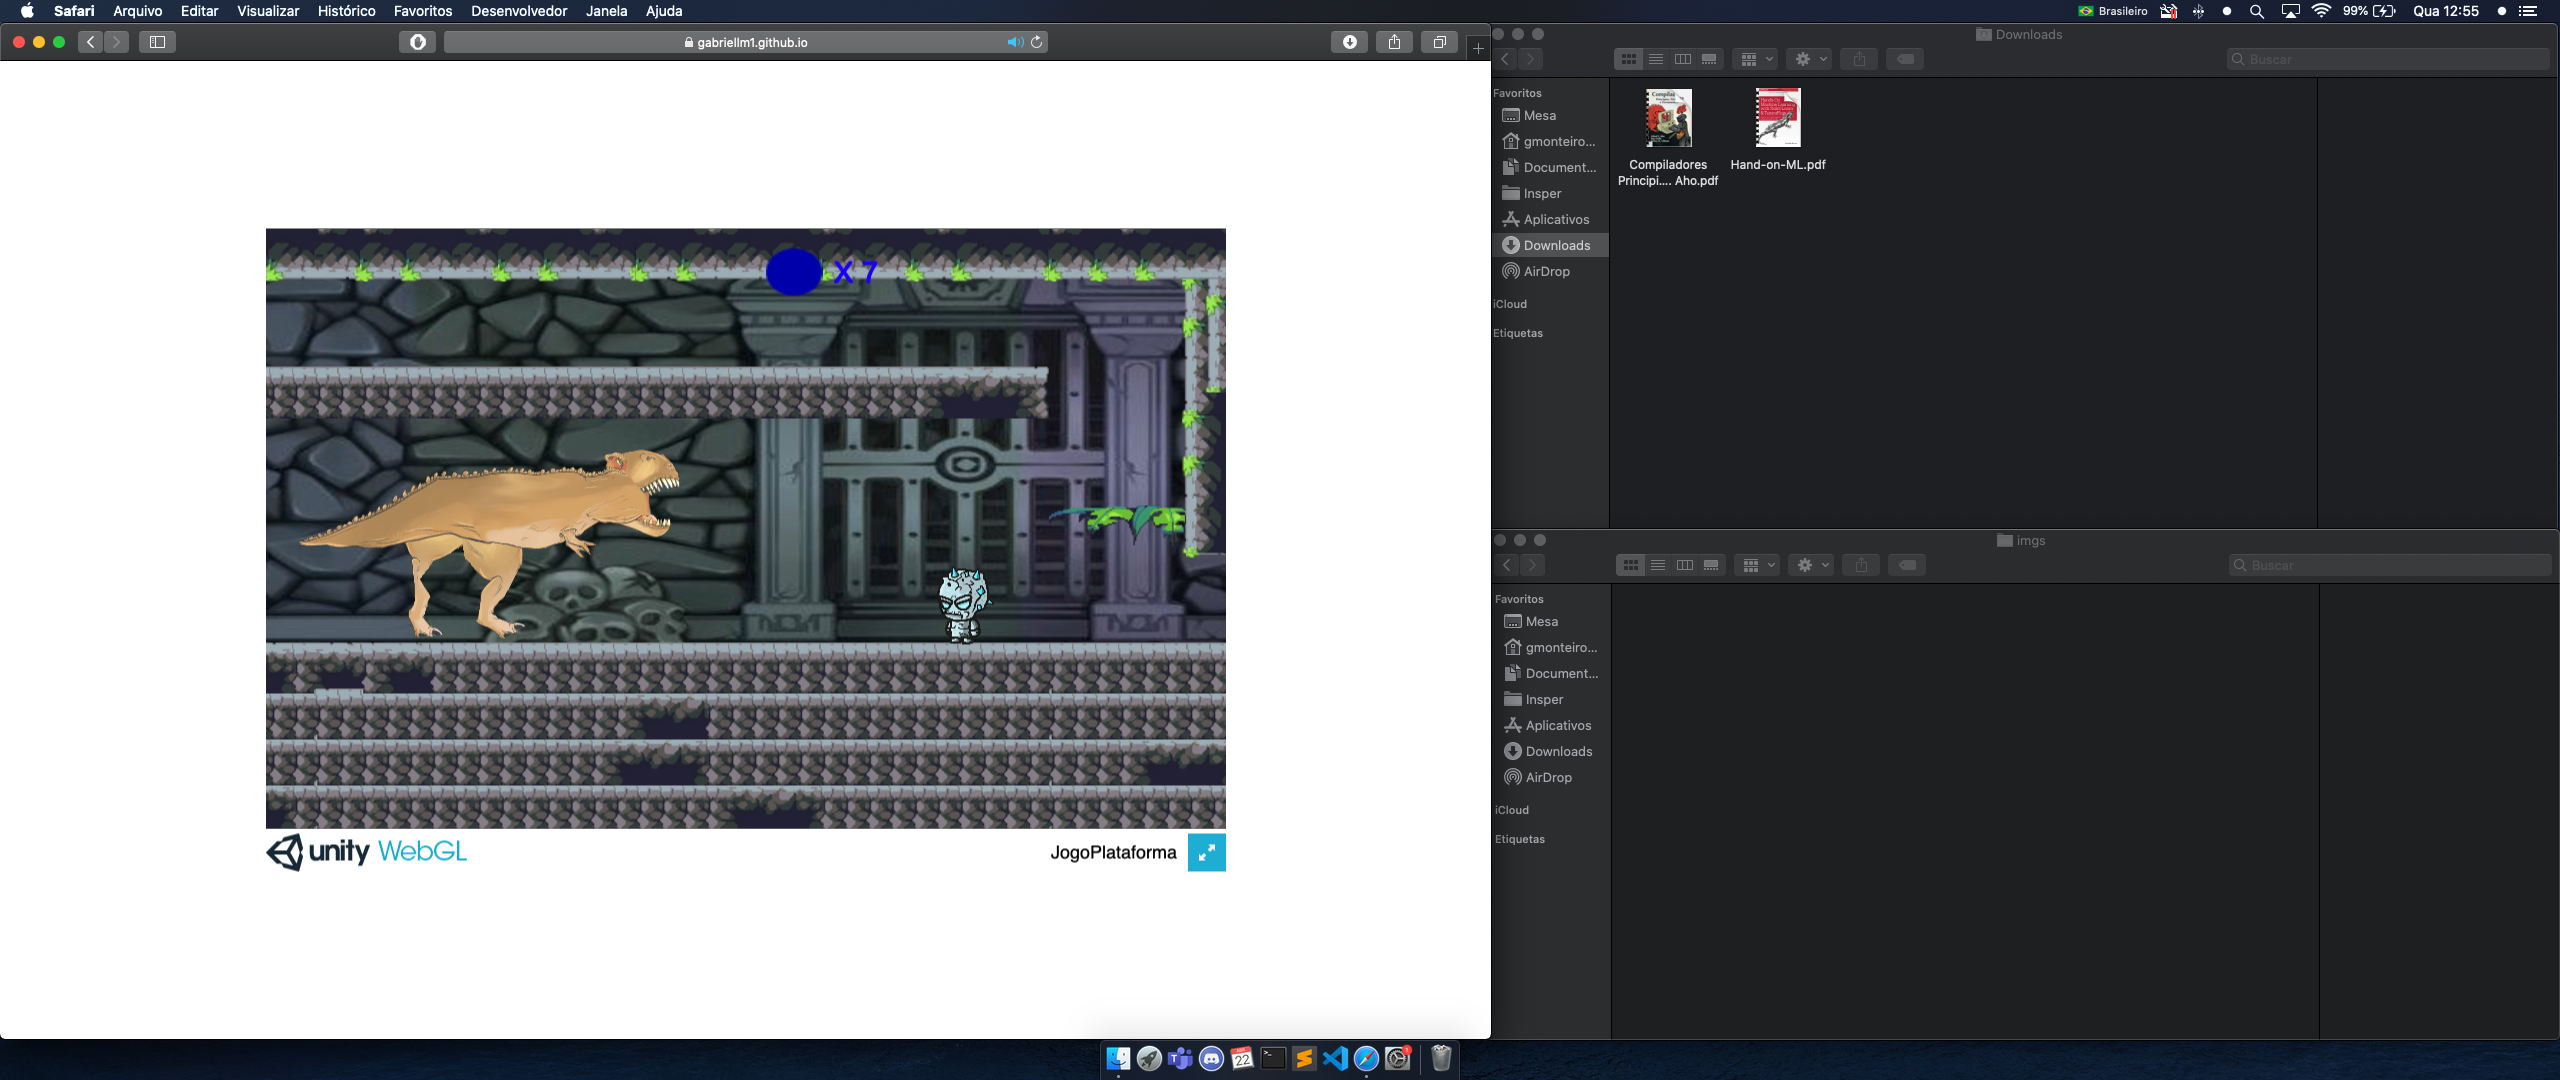 Safari Arquivo Editar Visualizar Histórico Favoritos Desenvolvedor Janela Ajuda
Brasileiro 99% Qua 12:55
gabriellm1.github.io
X 7
unity WebGL
JogoPlataforma
Downloads
Buscar
Favoritos
Mesa
gmonteiro...
Document...
Insper
Aplicativos
Downloads
AirDrop
iCloud
Etiquetas
Compiladores
Principi.... Aho.pdf
Hand-on-ML.pdf
imgs
Buscar
Favoritos
Mesa
gmonteiro...
Document...
Insper
Aplicativos
Downloads
AirDrop
iCloud
Etiquetas
22
1